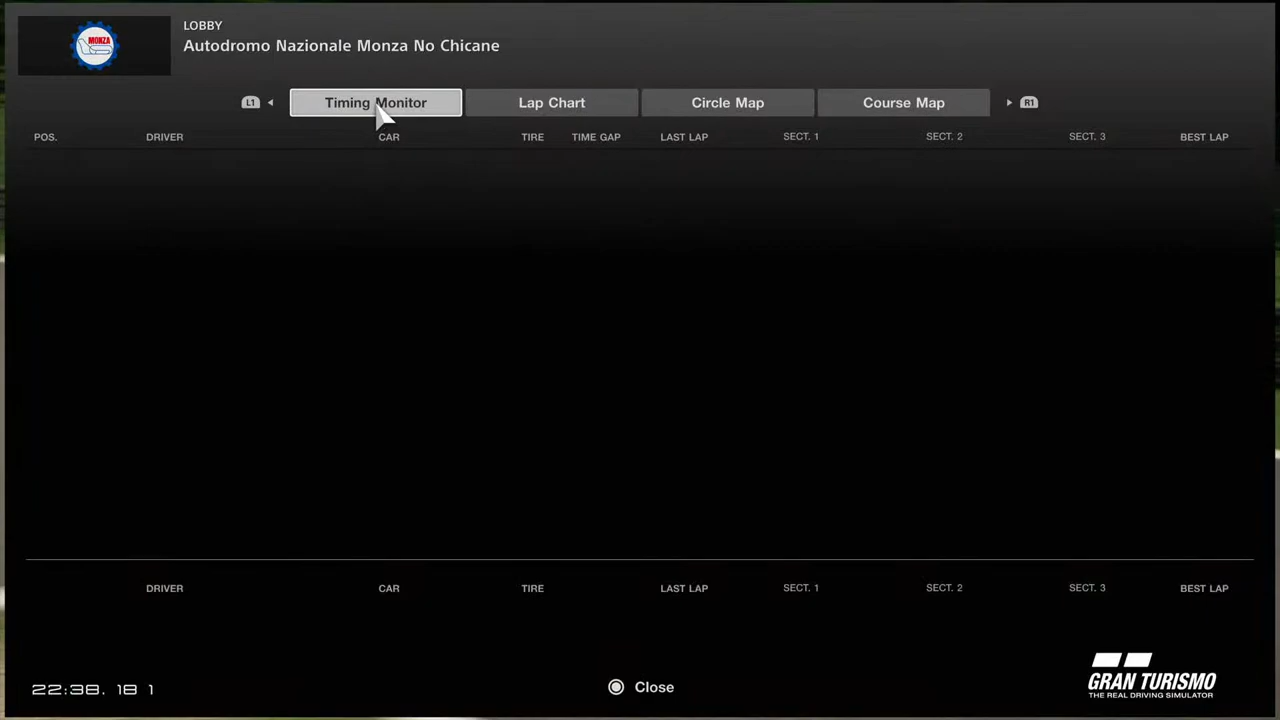 MONZA
LOBBY
Autodromo Nazionale Monza No Chicane
L1 Timing Monitor Lap Chart Circle Map Course Map R1
POS. DRIVER CAR TIRE TIME GAP LAST LAP SECT. 1 SECT. 2 SECT. 3 BEST LAP
DRIVER CAR TIRE LAST LAP SECT. 1 SECT. 2 SECT. 3 BEST LAP
22:38. 18 1
Close
GRAN TURISMO
THE REAL DRIVING SIMULATOR